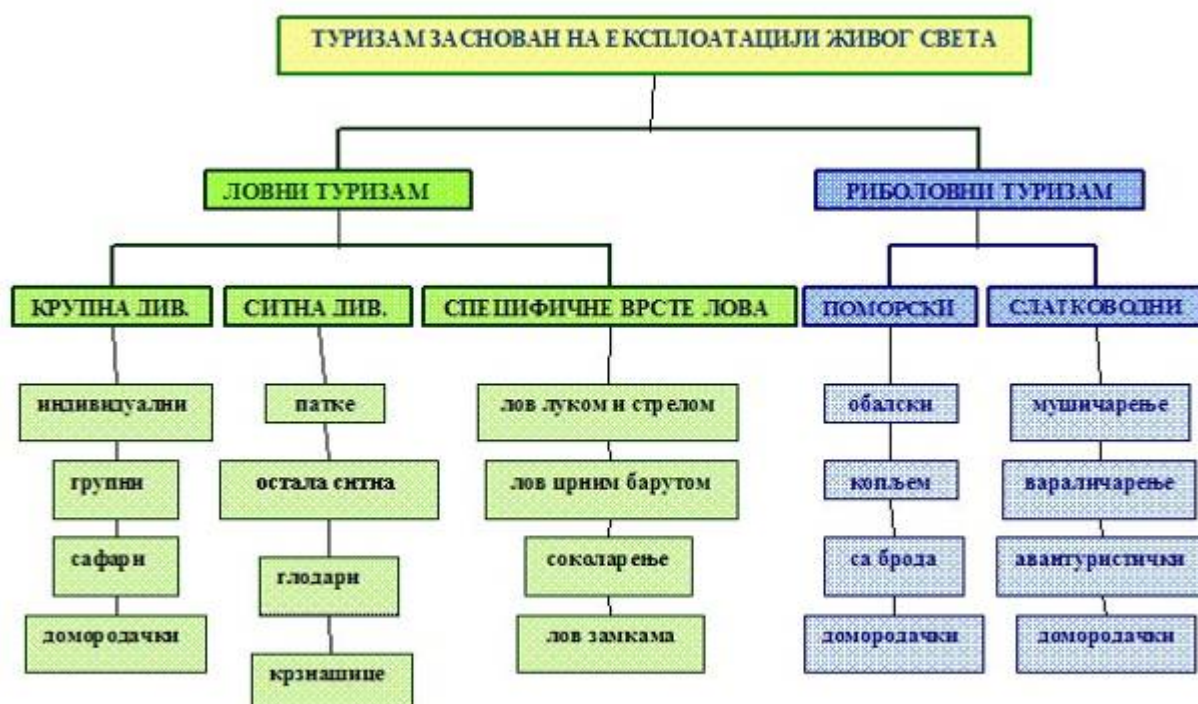 ТУРИЗАМ ЗАСНОВАН НА ЕКСПЛОАТАЦИЈИ ЖИВОГ СВЕТА
ЛОВНИ ТУРИЗАМ
РИБОЛОВНИ ТУРИЗАМ
КРУПНА ДИВ.
СИТНА ДИВ.
СПЕЦИФИЧНЕ ВРСТЕ ЛОВА
ПОМОРСКИ
СЛАТКОВОДНИ
индивидуални
патке
лов луком и стрелом
обалски
мушичарење
групни
остала ситна
лов црним барутом
копљем
вараличарење
сафари
глодари
соколарење
са брода
авантуристички
домородачки
крзнашице
лов замкама
домородачки
домородачки